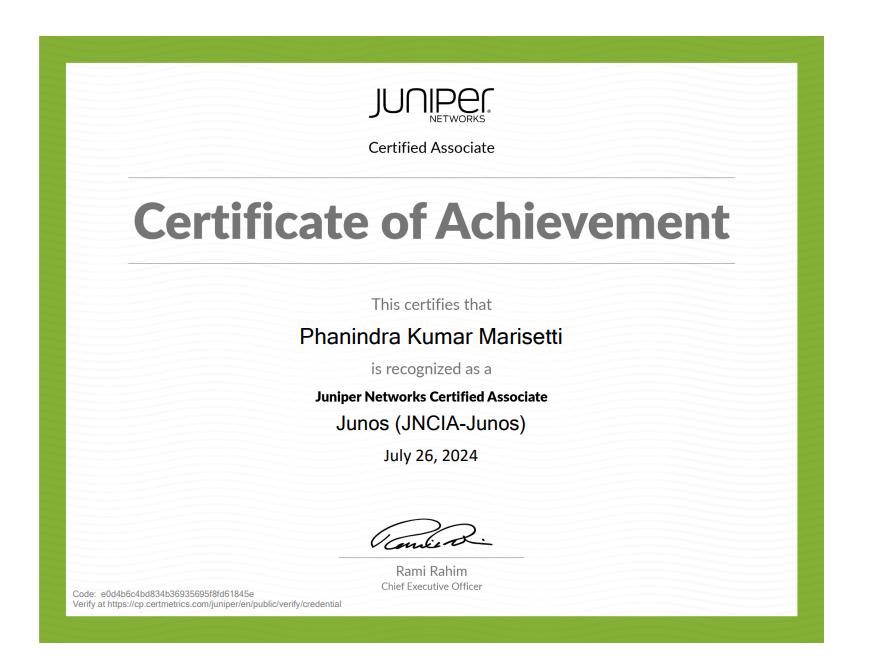 JUNIPER
NETWORKS
Certified Associate
Certificate of Achievement
This certifies that
Phanindra Kumar Marisetti
is recognized as a
Juniper Networks Certified Associate
Junos (JNCIA-Junos)
July 26, 2024
Rami Rahim
Chief Executive Officer
Code: e0d4b6c4bd834b36935695f8fd61845e
Verify at https://cp.certmetrics.com/juniper/en/public/verify/credential